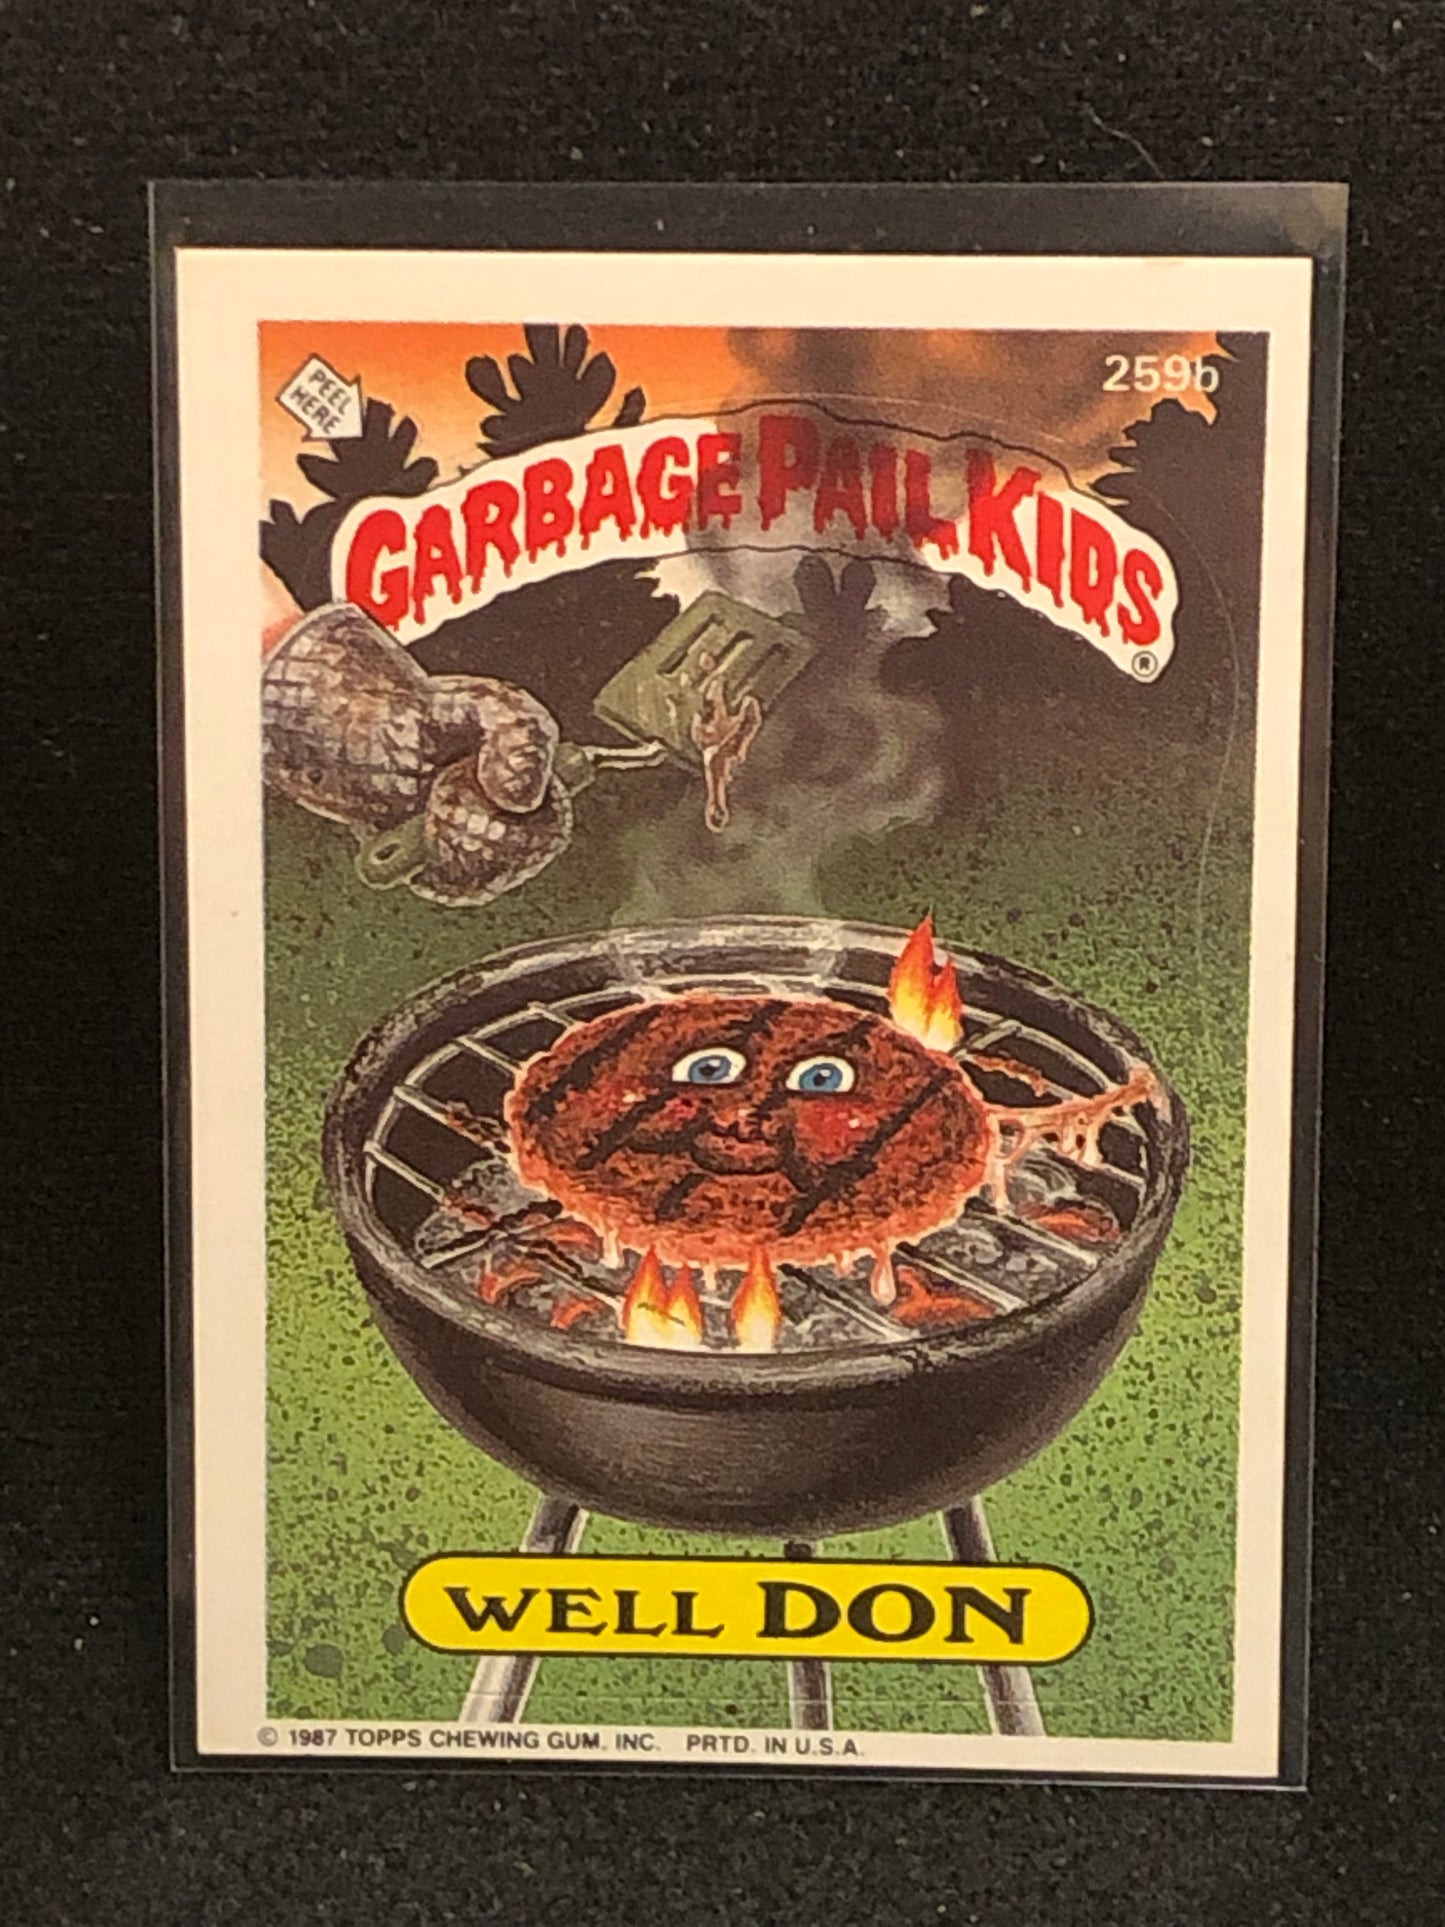 PEEL
HERE
259b
GARBAGE PAIL KIDS
®
WELL DON
© 1987 TOPPS CHEWING GUM, INC. PRTD. IN U.S.A.